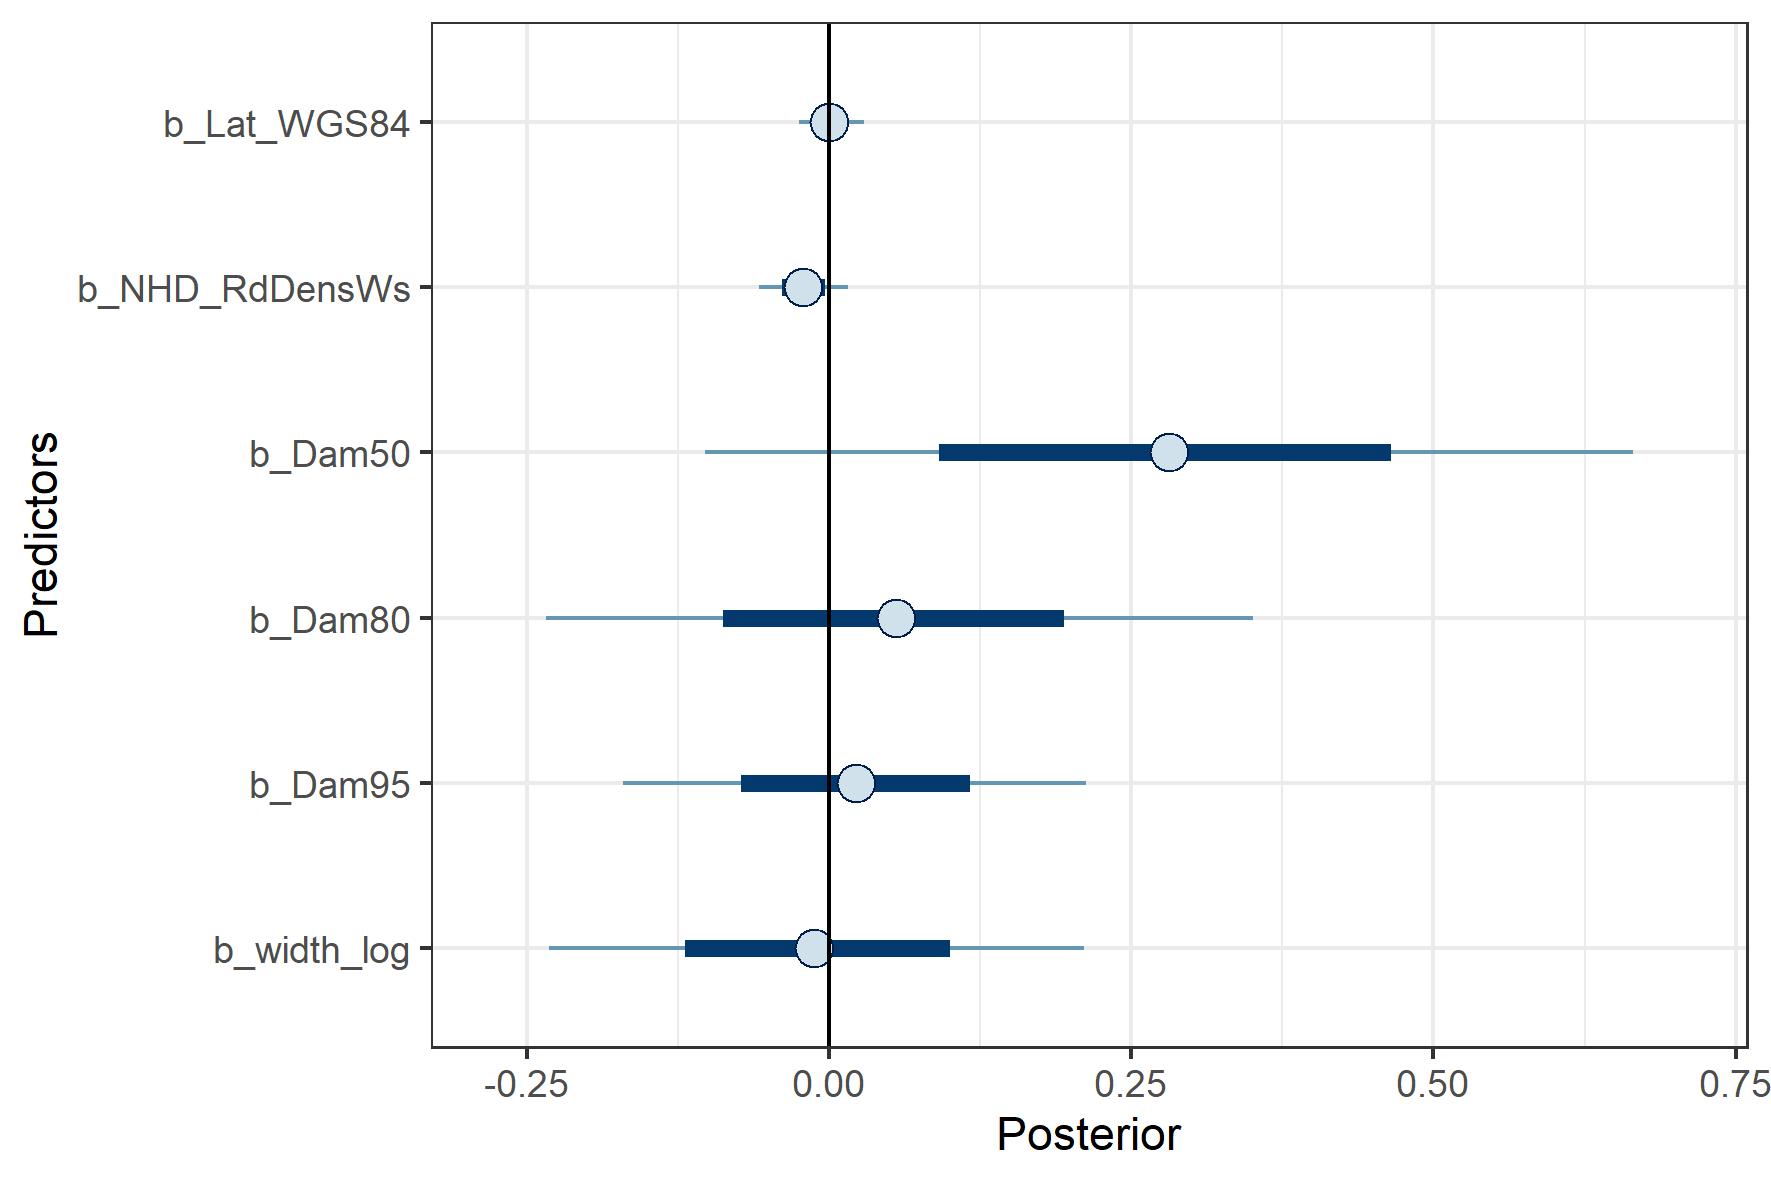 b_Lat_WGS84
b_NHD_RdDensWs
b_Dam50
b_Dam80
b_Dam95
b_width_log
Predictors
-0.25 0.00 0.25 0.50 0.75
Posterior